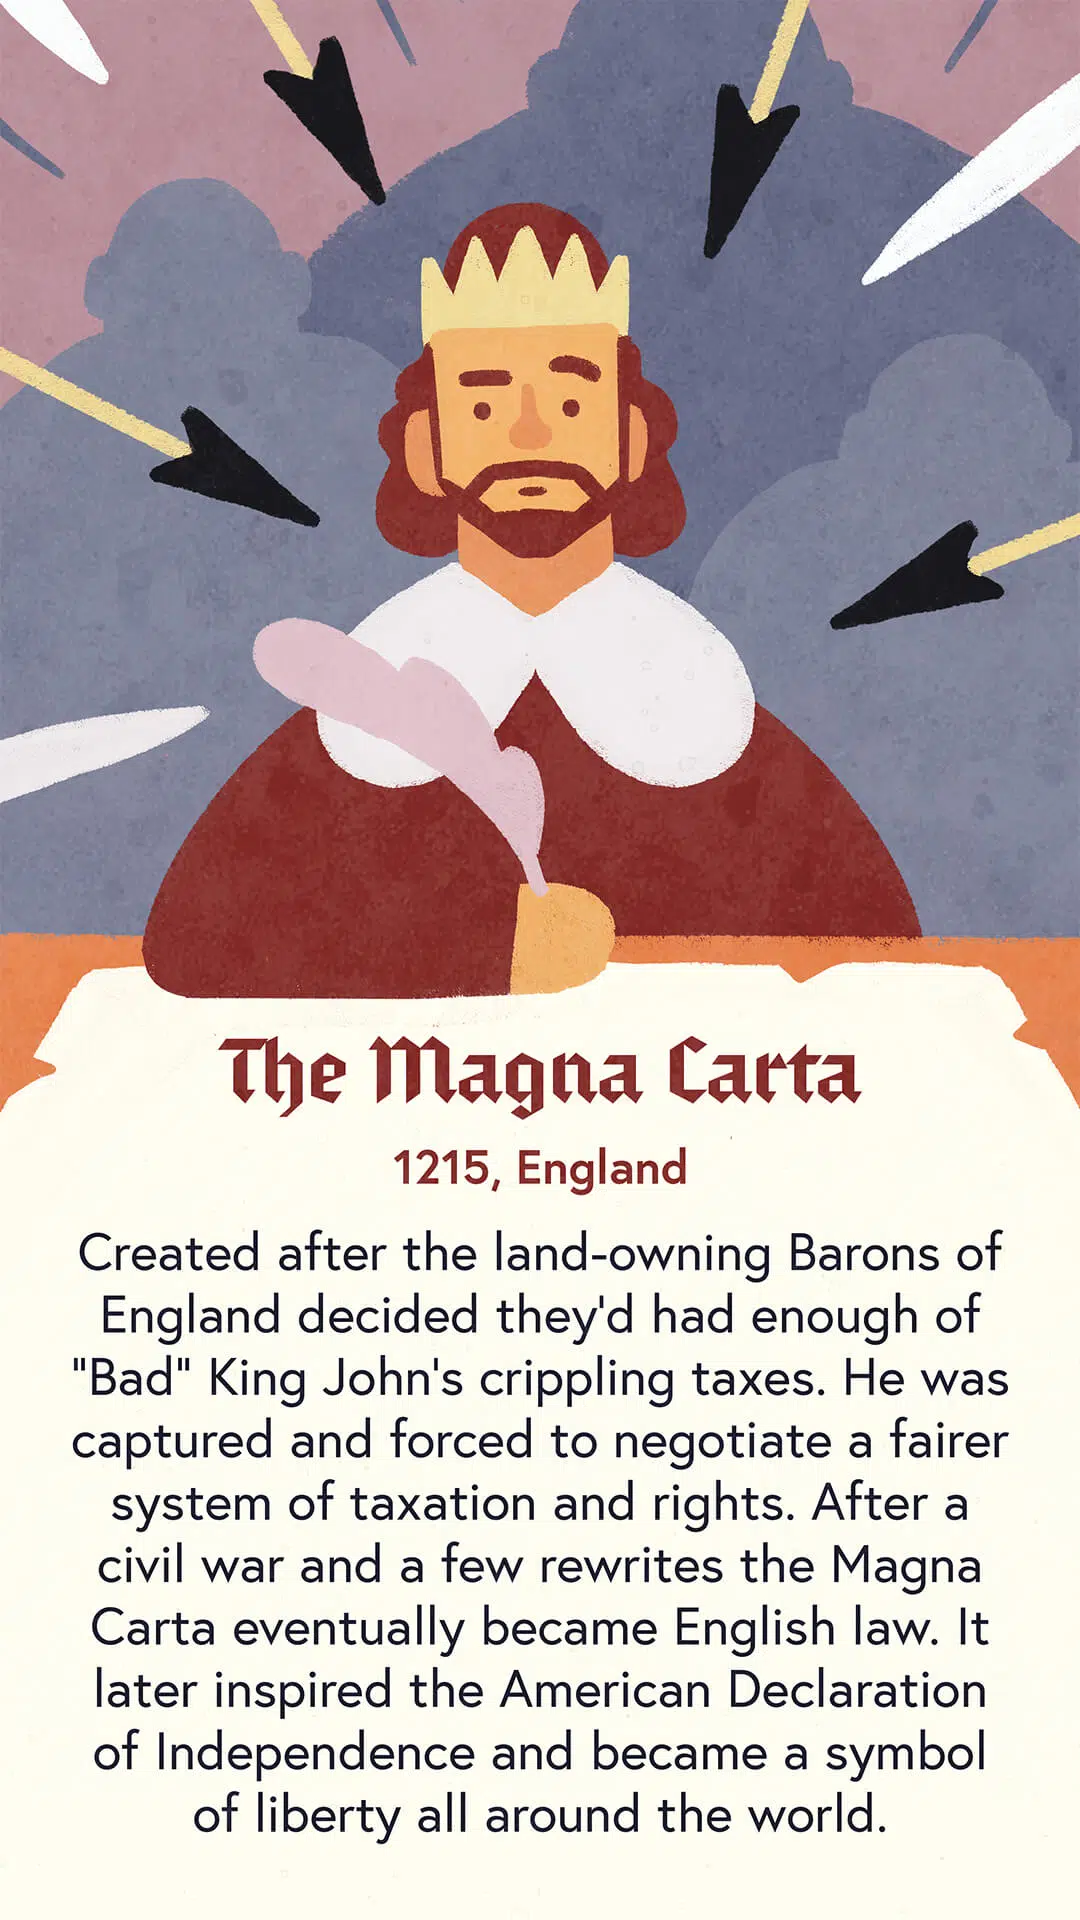 The Magna Carta
1215, England
Created after the land-owning Barons of
England decided they'd had enough of
"Bad" King John's crippling taxes. He was
captured and forced to negotiate a fairer
system of taxation and rights. After a
civil war and a few rewrites the Magna
Carta eventually became English law. It
later inspired the American Declaration
of Independence and became a symbol
of liberty all around the world.